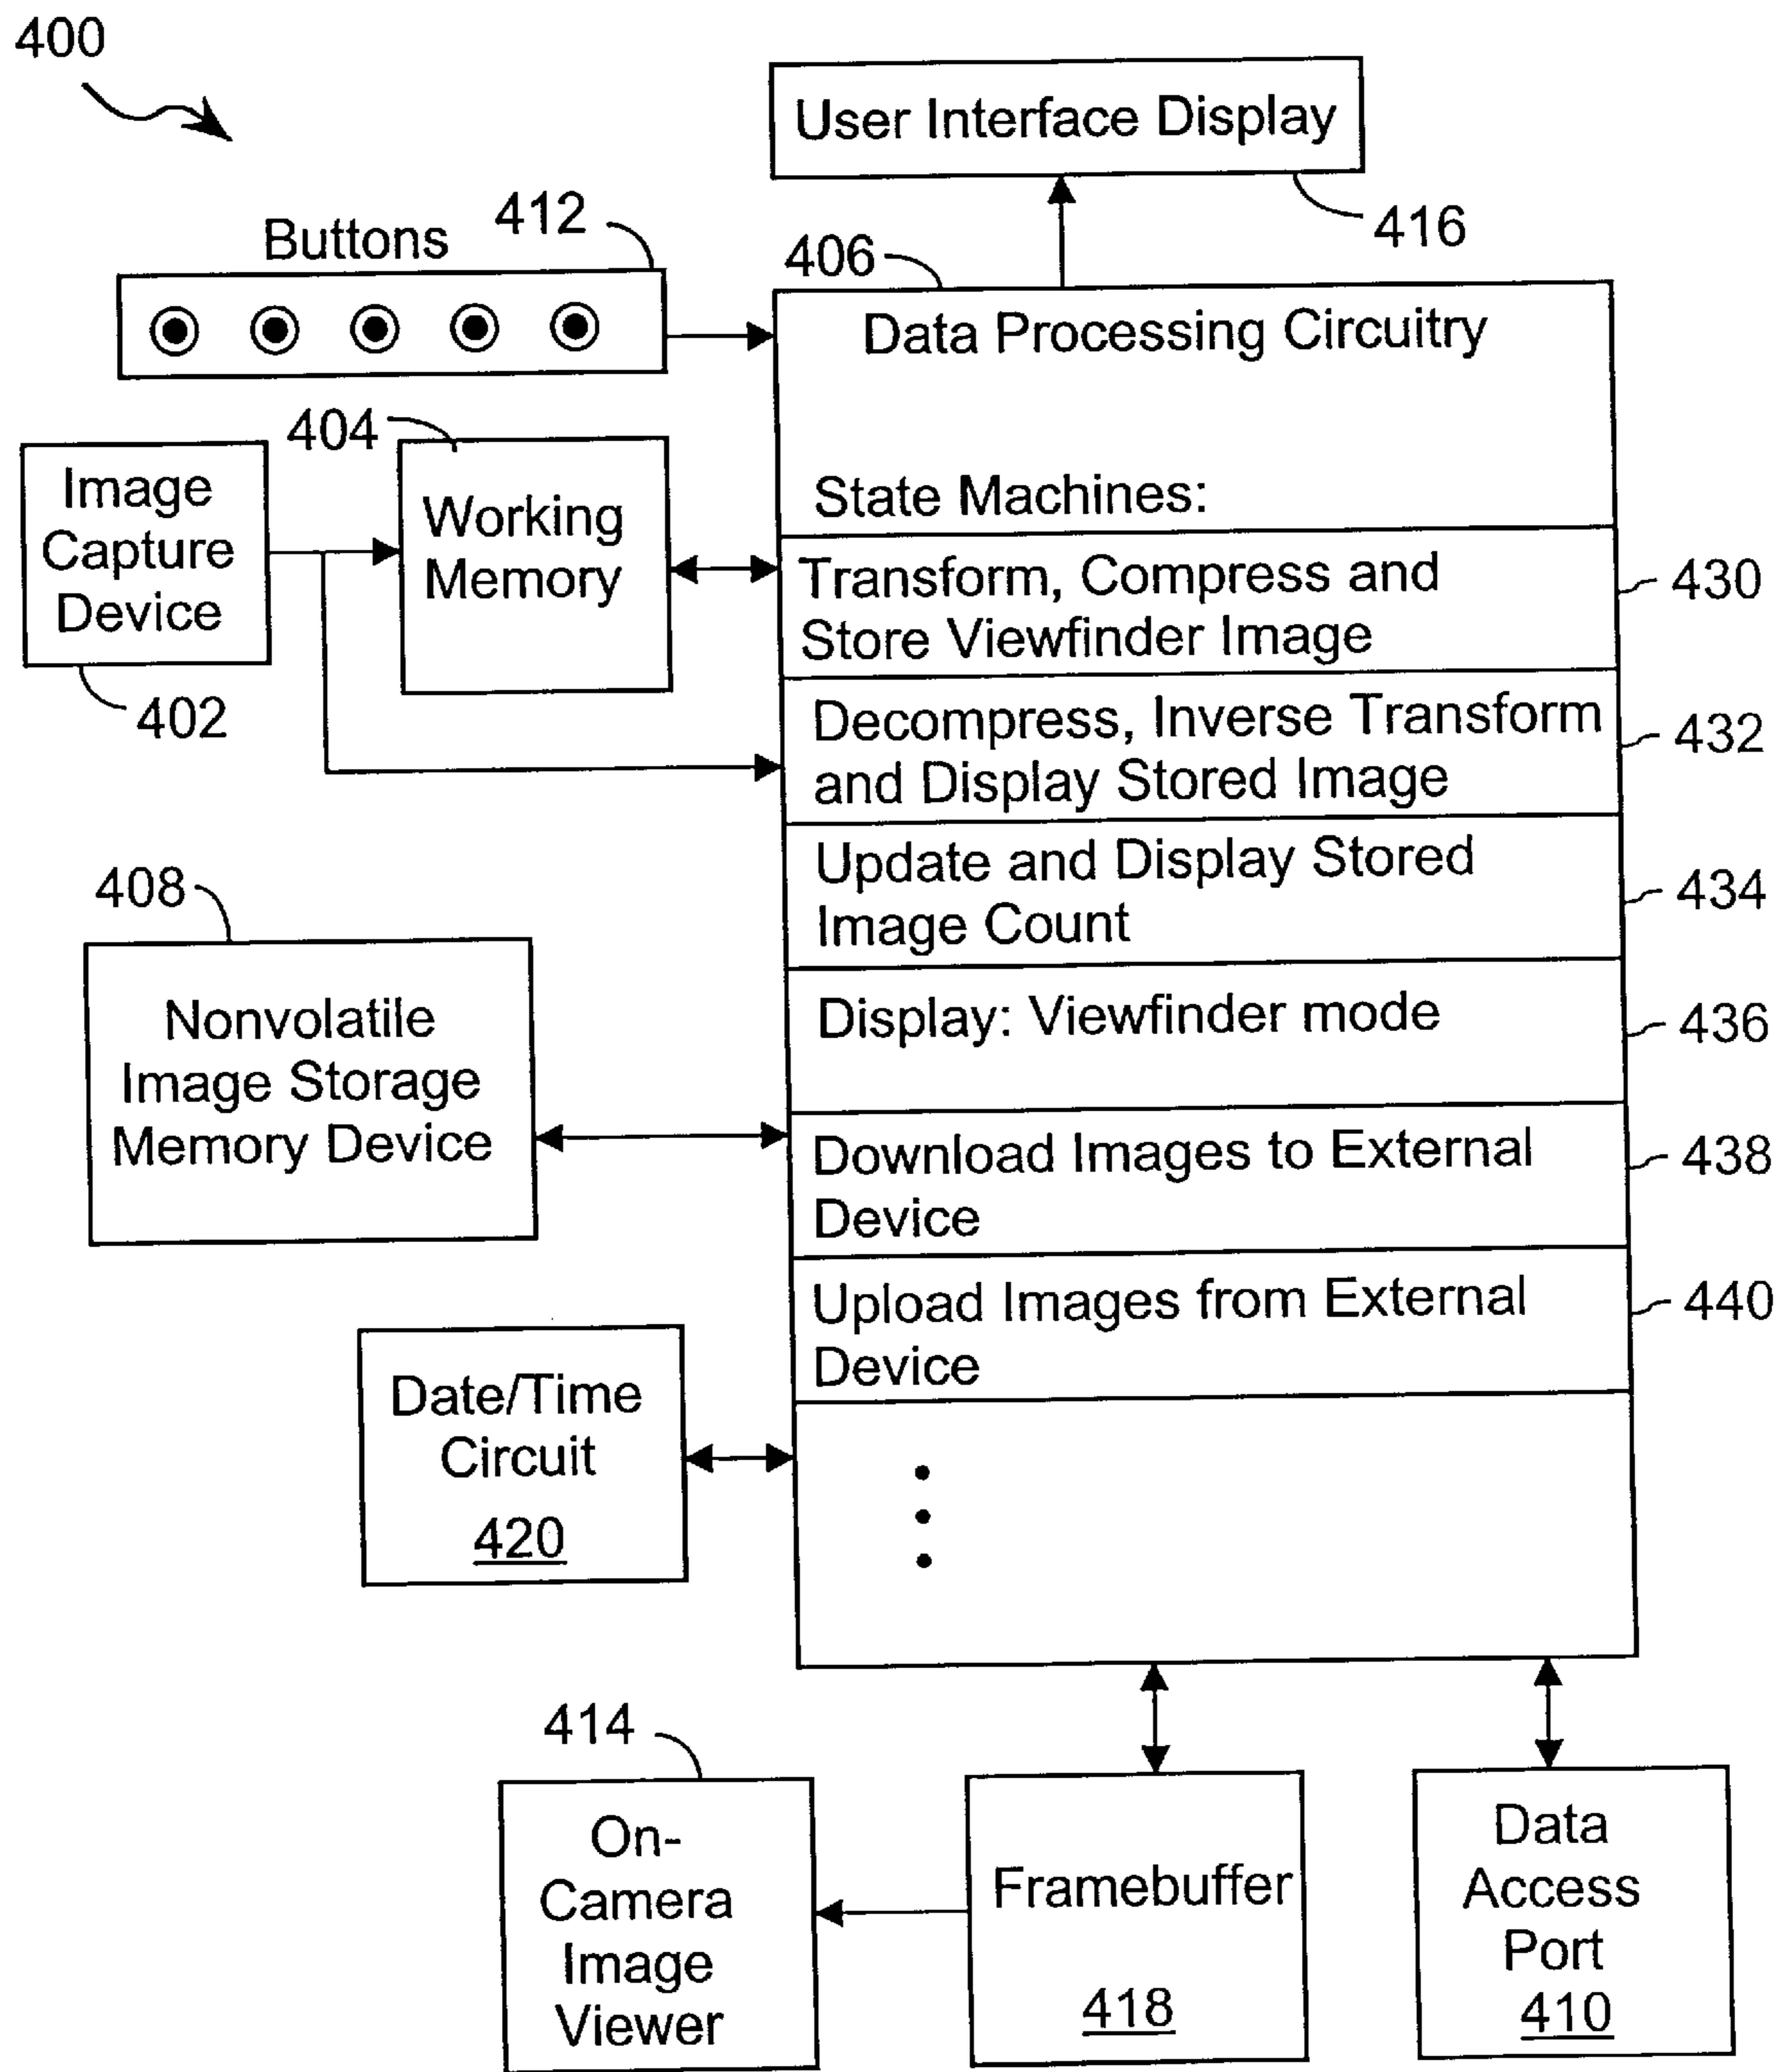 400
User Interface Display
416
Buttons
412
406
Data Processing Circuitry
State Machines:
404
Image
Capture
Device
402
Working
Memory
Transform, Compress and
Store Viewfinder Image
430
Decompress, Inverse Transform
and Display Stored Image
432
Update and Display Stored
Image Count
434
408
Nonvolatile
Image Storage
Memory Device
Display: Viewfinder mode
436
Download Images to External
Device
438
Upload Images from External
Device
440
Date/Time
Circuit
420
414
On-
Camera
Image
Viewer
Framebuffer
418
Data
Access
Port
410